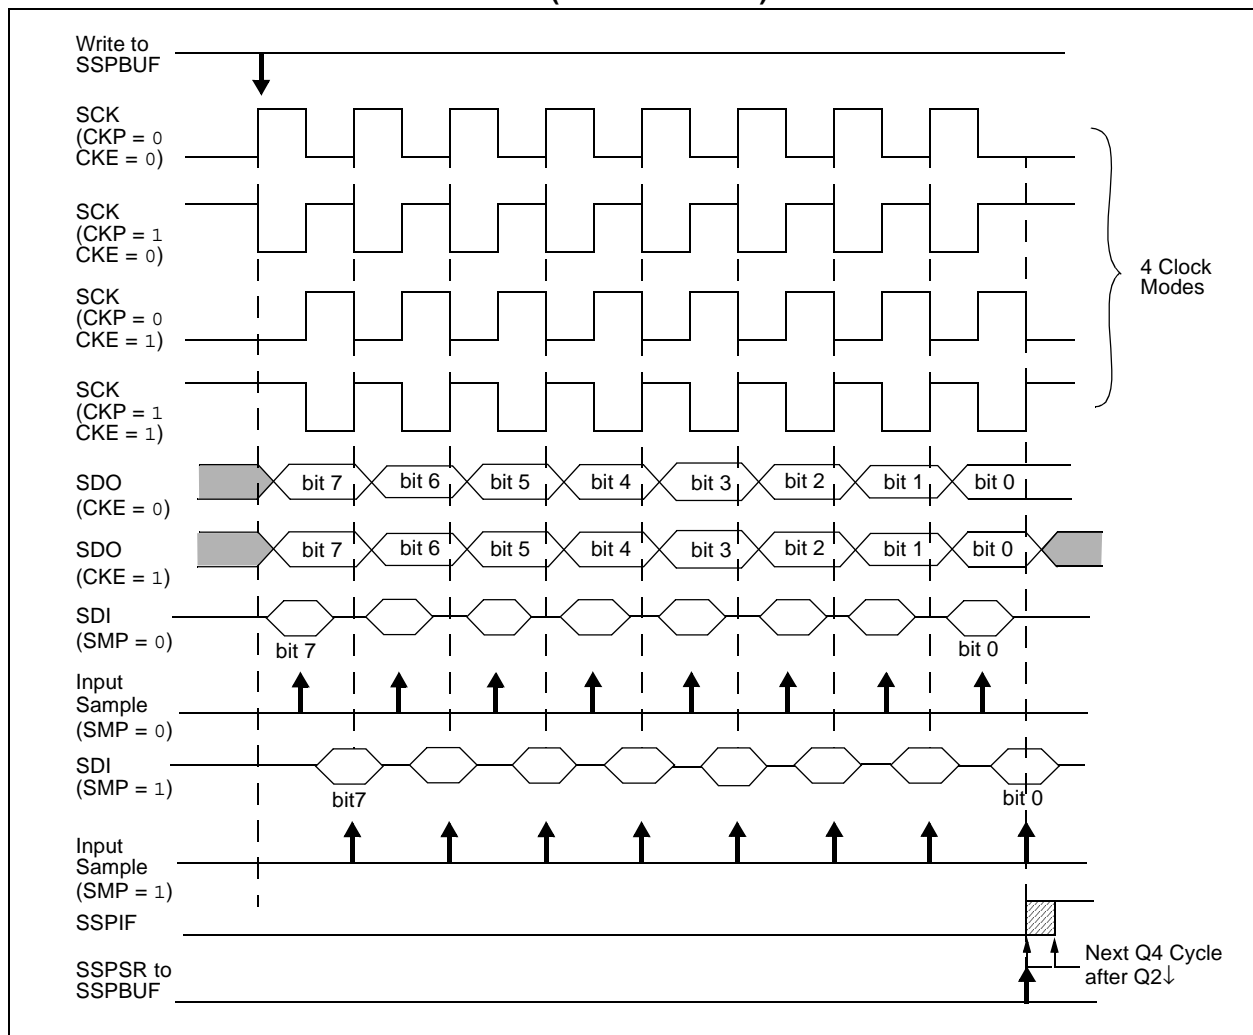 Write to
SSPBUF
SCK
(CKP = 0
CKE = 0)
SCK
(CKP = 1
CKE = 0)
SCK
(CKP = 0
CKE = 1)
SCK
(CKP = 1
CKE = 1)
4 Clock
Modes
SDO
(CKE = 0)
bit 7 bit 6 bit 5 bit 4 bit 3 bit 2 bit 1 bit 0
SDO
(CKE = 1)
bit 7 bit 6 bit 5 bit 4 bit 3 bit 2 bit 1 bit 0
SDI
(SMP = 0)
bit 7 bit 0
Input
Sample
(SMP = 0)
SDI
(SMP = 1)
bit7 bit 0
Input
Sample
(SMP = 1)
SSPIF
SSPSR to
SSPBUF
Next Q4 Cycle
after Q2↓